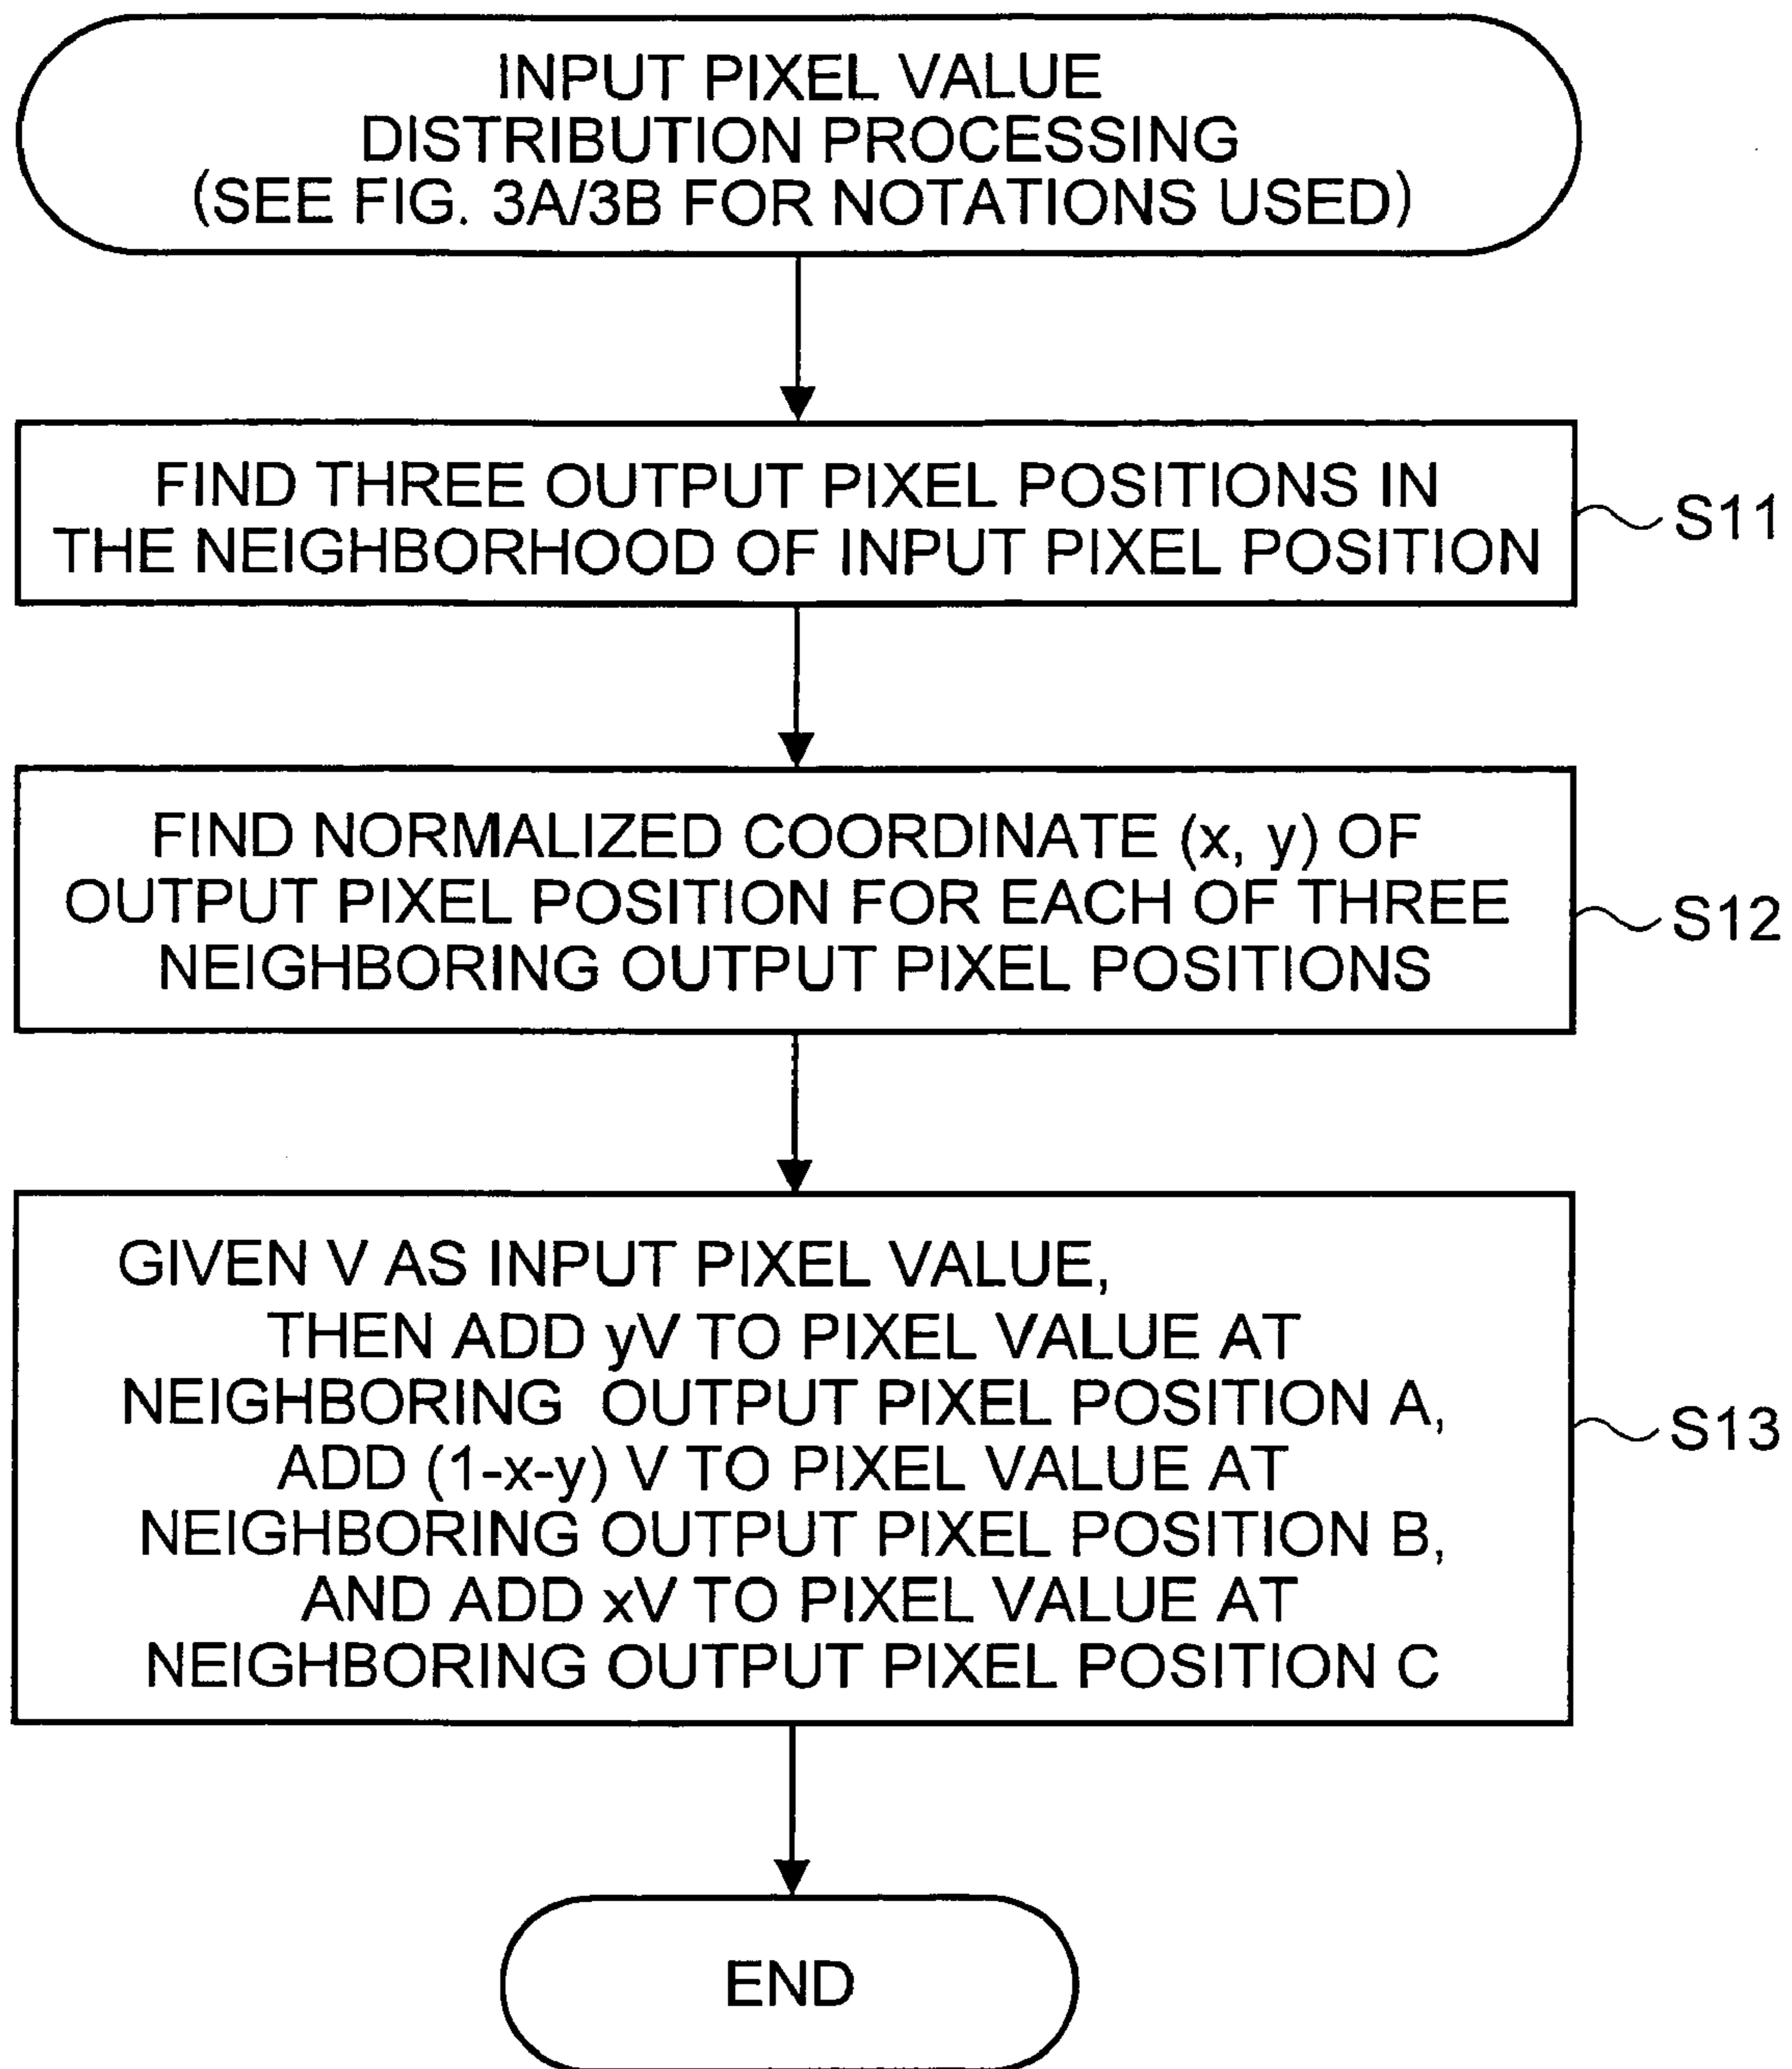 INPUT PIXEL VALUE
DISTRIBUTION PROCESSING
(SEE FIG. 3A/3B FOR NOTATIONS USED)
FIND THREE OUTPUT PIXEL POSITIONS IN
THE NEIGHBORHOOD OF INPUT PIXEL POSITION
S11
FIND NORMALIZED COORDINATE (x, y) OF
OUTPUT PIXEL POSITION FOR EACH OF THREE
NEIGHBORING OUTPUT PIXEL POSITIONS
S12
GIVEN V AS INPUT PIXEL VALUE,
THEN ADD yV TO PIXEL VALUE AT
NEIGHBORING OUTPUT PIXEL POSITION A,
ADD (1-x-y) V TO PIXEL VALUE AT
NEIGHBORING OUTPUT PIXEL POSITION B,
AND ADD xV TO PIXEL VALUE AT
NEIGHBORING OUTPUT PIXEL POSITION C
S13
END